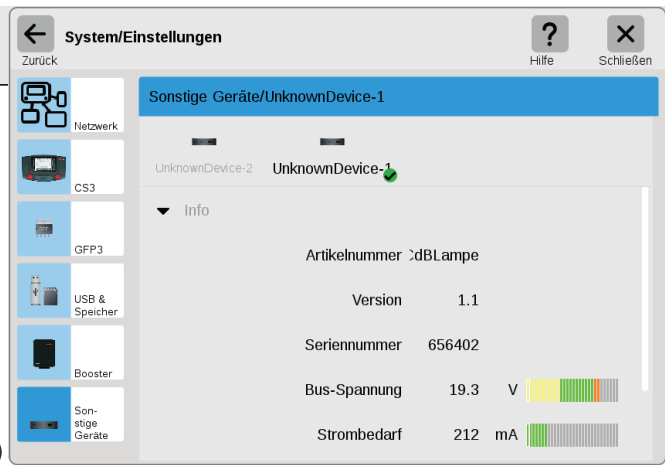 System/Einstellungen
Zurück
?
Hilfe
Schließen
Netzwerk
CS3
GFP3
USB &
Speicher
Booster
Son-
stige
Geräte
Sonstige Geräte/UnknownDevice-1
UnknownDevice-2 UnknownDevice-1
Info
Artikelnummer CdBLampe
Version 1.1
Seriennummer 656402
Bus-Spannung 19.3 V
Strombedarf 212 mA